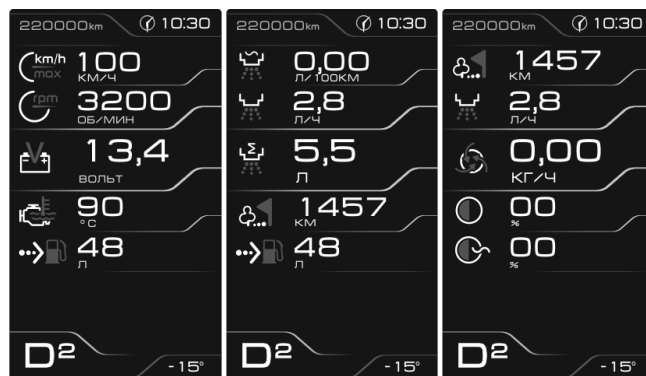 220000km 10:30
km/h
max
100
КМ/Ч
rpm
3200
ОБ/МИН
V
13,4
ВОЛЬТ
90
°C
48
Л
D²
-15°
220000km 10:30
0,00
Л/100КМ
2,8
Л/Ч
Σ
5,5
Л
1457
КМ
48
Л
D²
-15°
220000km 10:30
1457
КМ
2,8
Л/Ч
0,00
КГ/Ч
00
%
00
%
D²
-15°